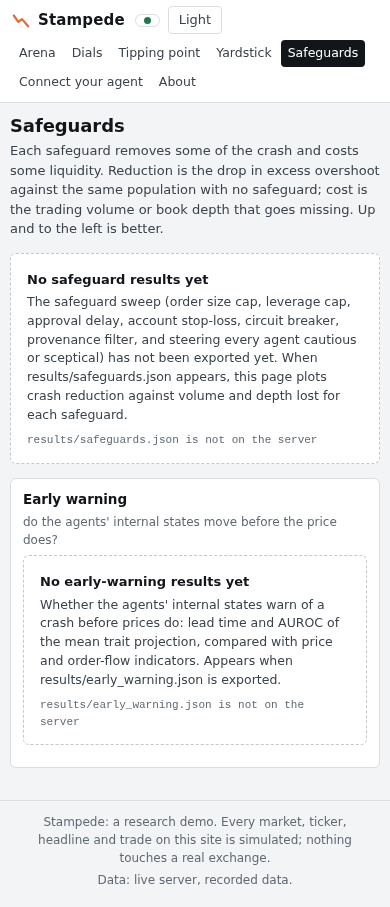 Stampede
Light
Arena Dials Tipping point Yardstick Safeguards
Connect your agent About
Safeguards
Each safeguard removes some of the crash and costs
some liquidity. Reduction is the drop in excess overshoot
against the same population with no safeguard; cost is
the trading volume or book depth that goes missing. Up
and to the left is better.
No safeguard results yet
The safeguard sweep (order size cap, leverage cap,
approval delay, account stop-loss, circuit breaker,
provenance filter, and steering every agent cautious
or sceptical) has not been exported yet. When
results/safeguards.json appears, this page plots
crash reduction against volume and depth lost for
each safeguard.
results/safeguards.json is not on the server
Early warning
do the agents' internal states move before the price
does?
No early-warning results yet
Whether the agents' internal states warn of a
crash before prices do: lead time and AUROC of
the mean trait projection, compared with price
and order-flow indicators. Appears when
results/early_warning.json is exported.
results/early_warning.json is not on the
server
Stampede: a research demo. Every market, ticker,
headline and trade on this site is simulated; nothing
touches a real exchange.
Data: live server, recorded data.